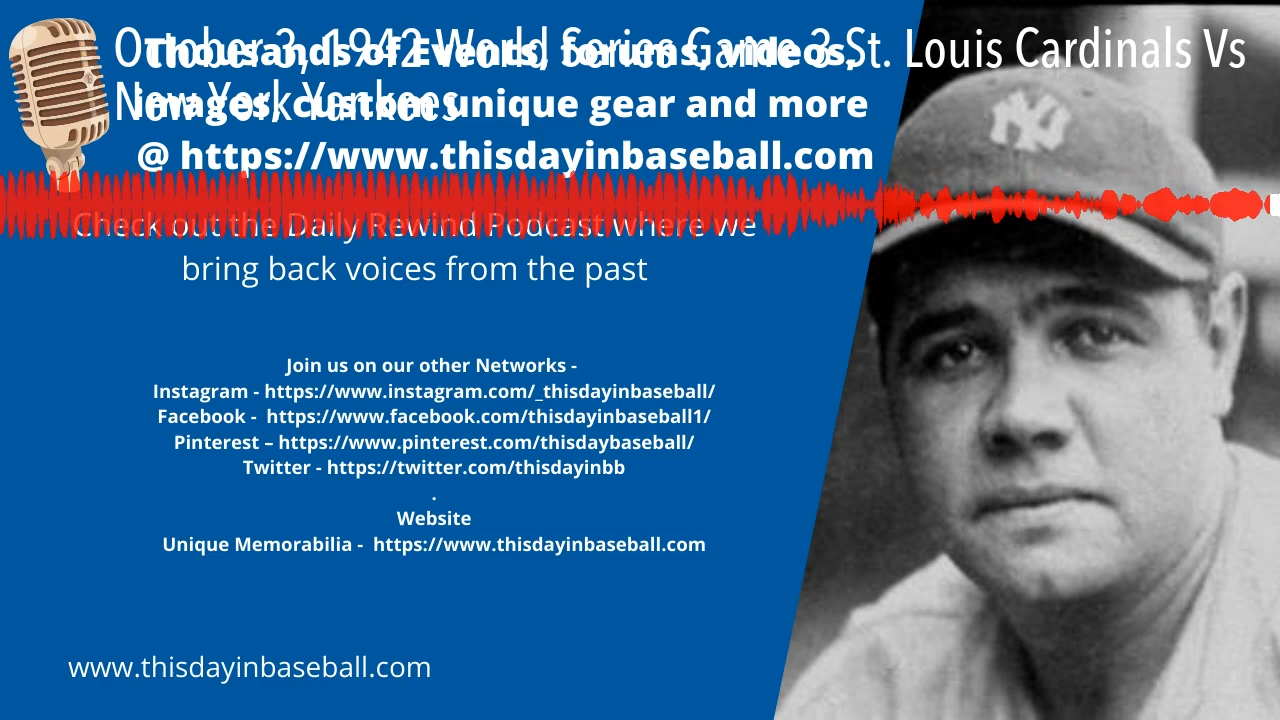 October 3, 1942 World Series Game 3 St. Louis Cardinals Vs
New York Yankees
Thousands of Events, forums, videos,
images, custom unique gear and more
@ https://www.thisdayinbaseball.com
Check out the Daily Rewind Podcast where we
bring back voices from the past
Join us on our other Networks -
Instagram - https://www.instagram.com/_thisdayinbaseball/
Facebook -  https://www.facebook.com/thisdayinbaseball1/
Pinterest – https://www.pinterest.com/thisdaybaseball/
Twitter - https://twitter.com/thisdayinbb
.
Website
Unique Memorabilia -  https://www.thisdayinbaseball.com
www.thisdayinbaseball.com
NY